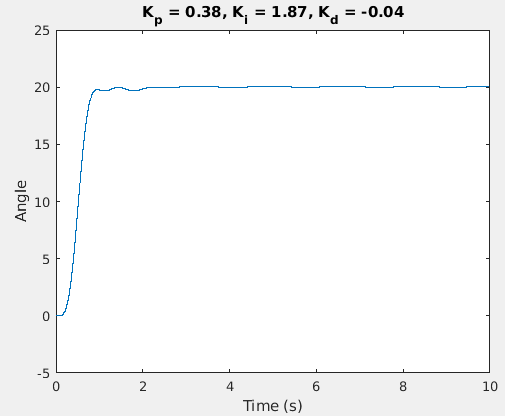 K_p = 0.38, K_i = 1.87, K_d = -0.04
25
20
15
10
5
0
-5
Angle
0 2 4 6 8 10
Time (s)